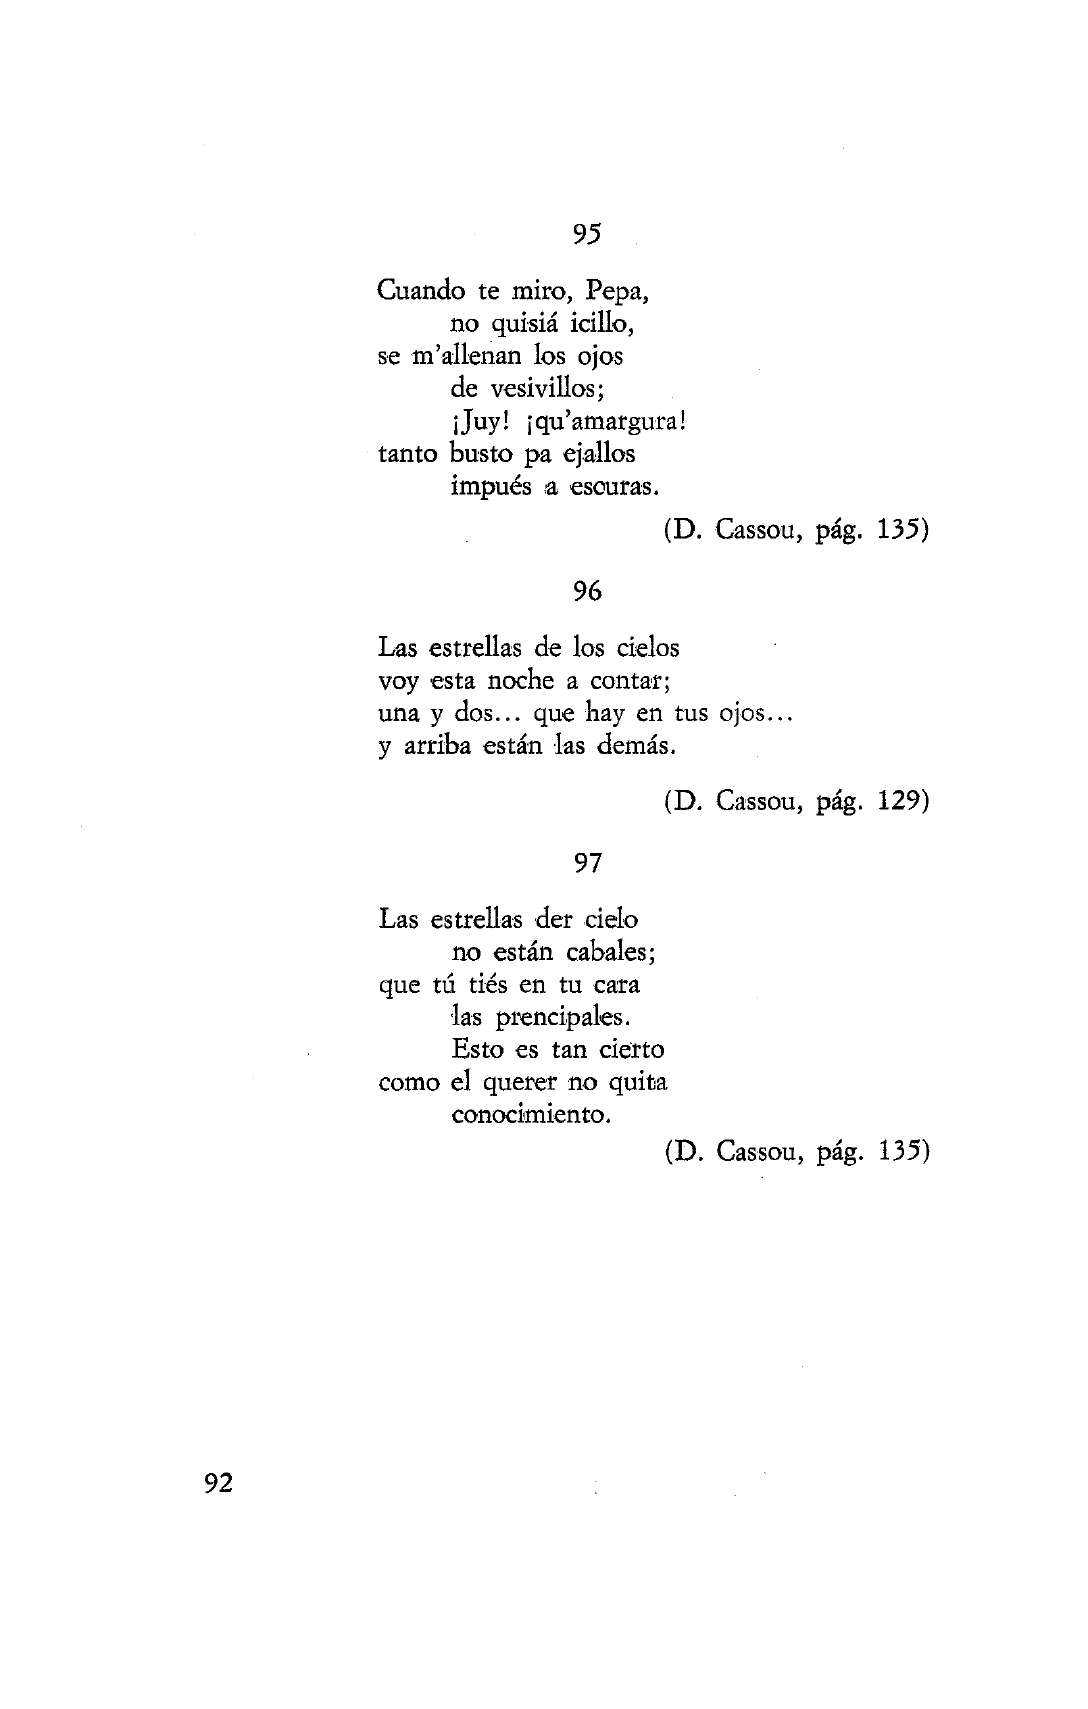 95
Cuando te miro, Pepa,
no quisiá icillo,
se m'allenan los ojos
de vesivillos;
¡Juy! ¡qu'amargura!
tanto busto pa ejallos
impués a escuras.
(D. Cassou, pág. 135)
96
Las estrellas de los cielos
voy esta noche a contar;
una y dos... que hay en tus ojos...
y arriba están las demás.
(D. Cassou, pág. 129)
97
Las estrellas der cielo
no están cabales;
que tú tiés en tu cara
las prencipales.
Esto es tan cierto
como el querer no quita
conocimiento.
(D. Cassou, pág. 135)
92